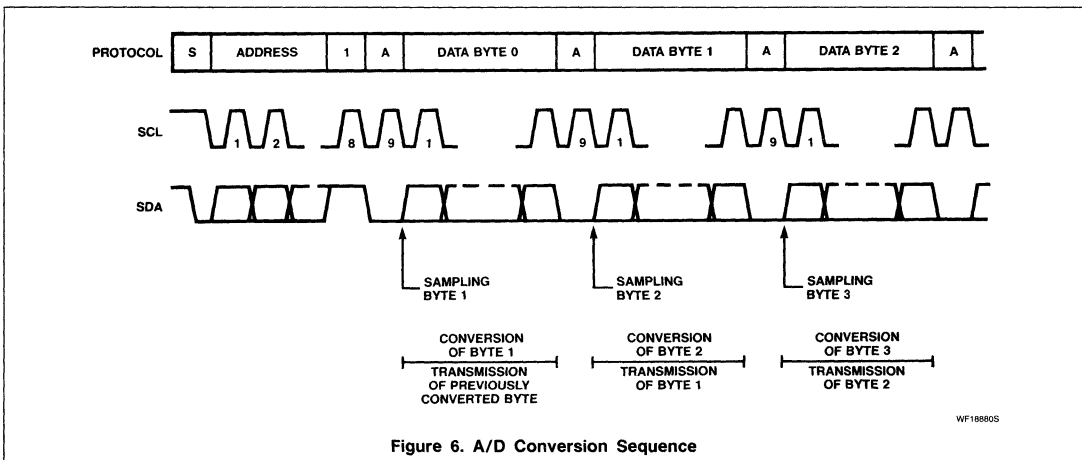 PROTOCOL S ADDRESS 1 A DATA BYTE 0 A DATA BYTE 1 A DATA BYTE 2 A
SCL 1 2 8 9 1 9 1 9 1
SDA
SAMPLING
BYTE 1
SAMPLING
BYTE 2
SAMPLING
BYTE 3
CONVERSION
OF BYTE 1
TRANSMISSION
OF PREVIOUSLY
CONVERTED BYTE
CONVERSION
OF BYTE 2
TRANSMISSION
OF BYTE 1
CONVERSION
OF BYTE 3
TRANSMISSION
OF BYTE 2
WF18880S
Figure 6. A/D Conversion Sequence